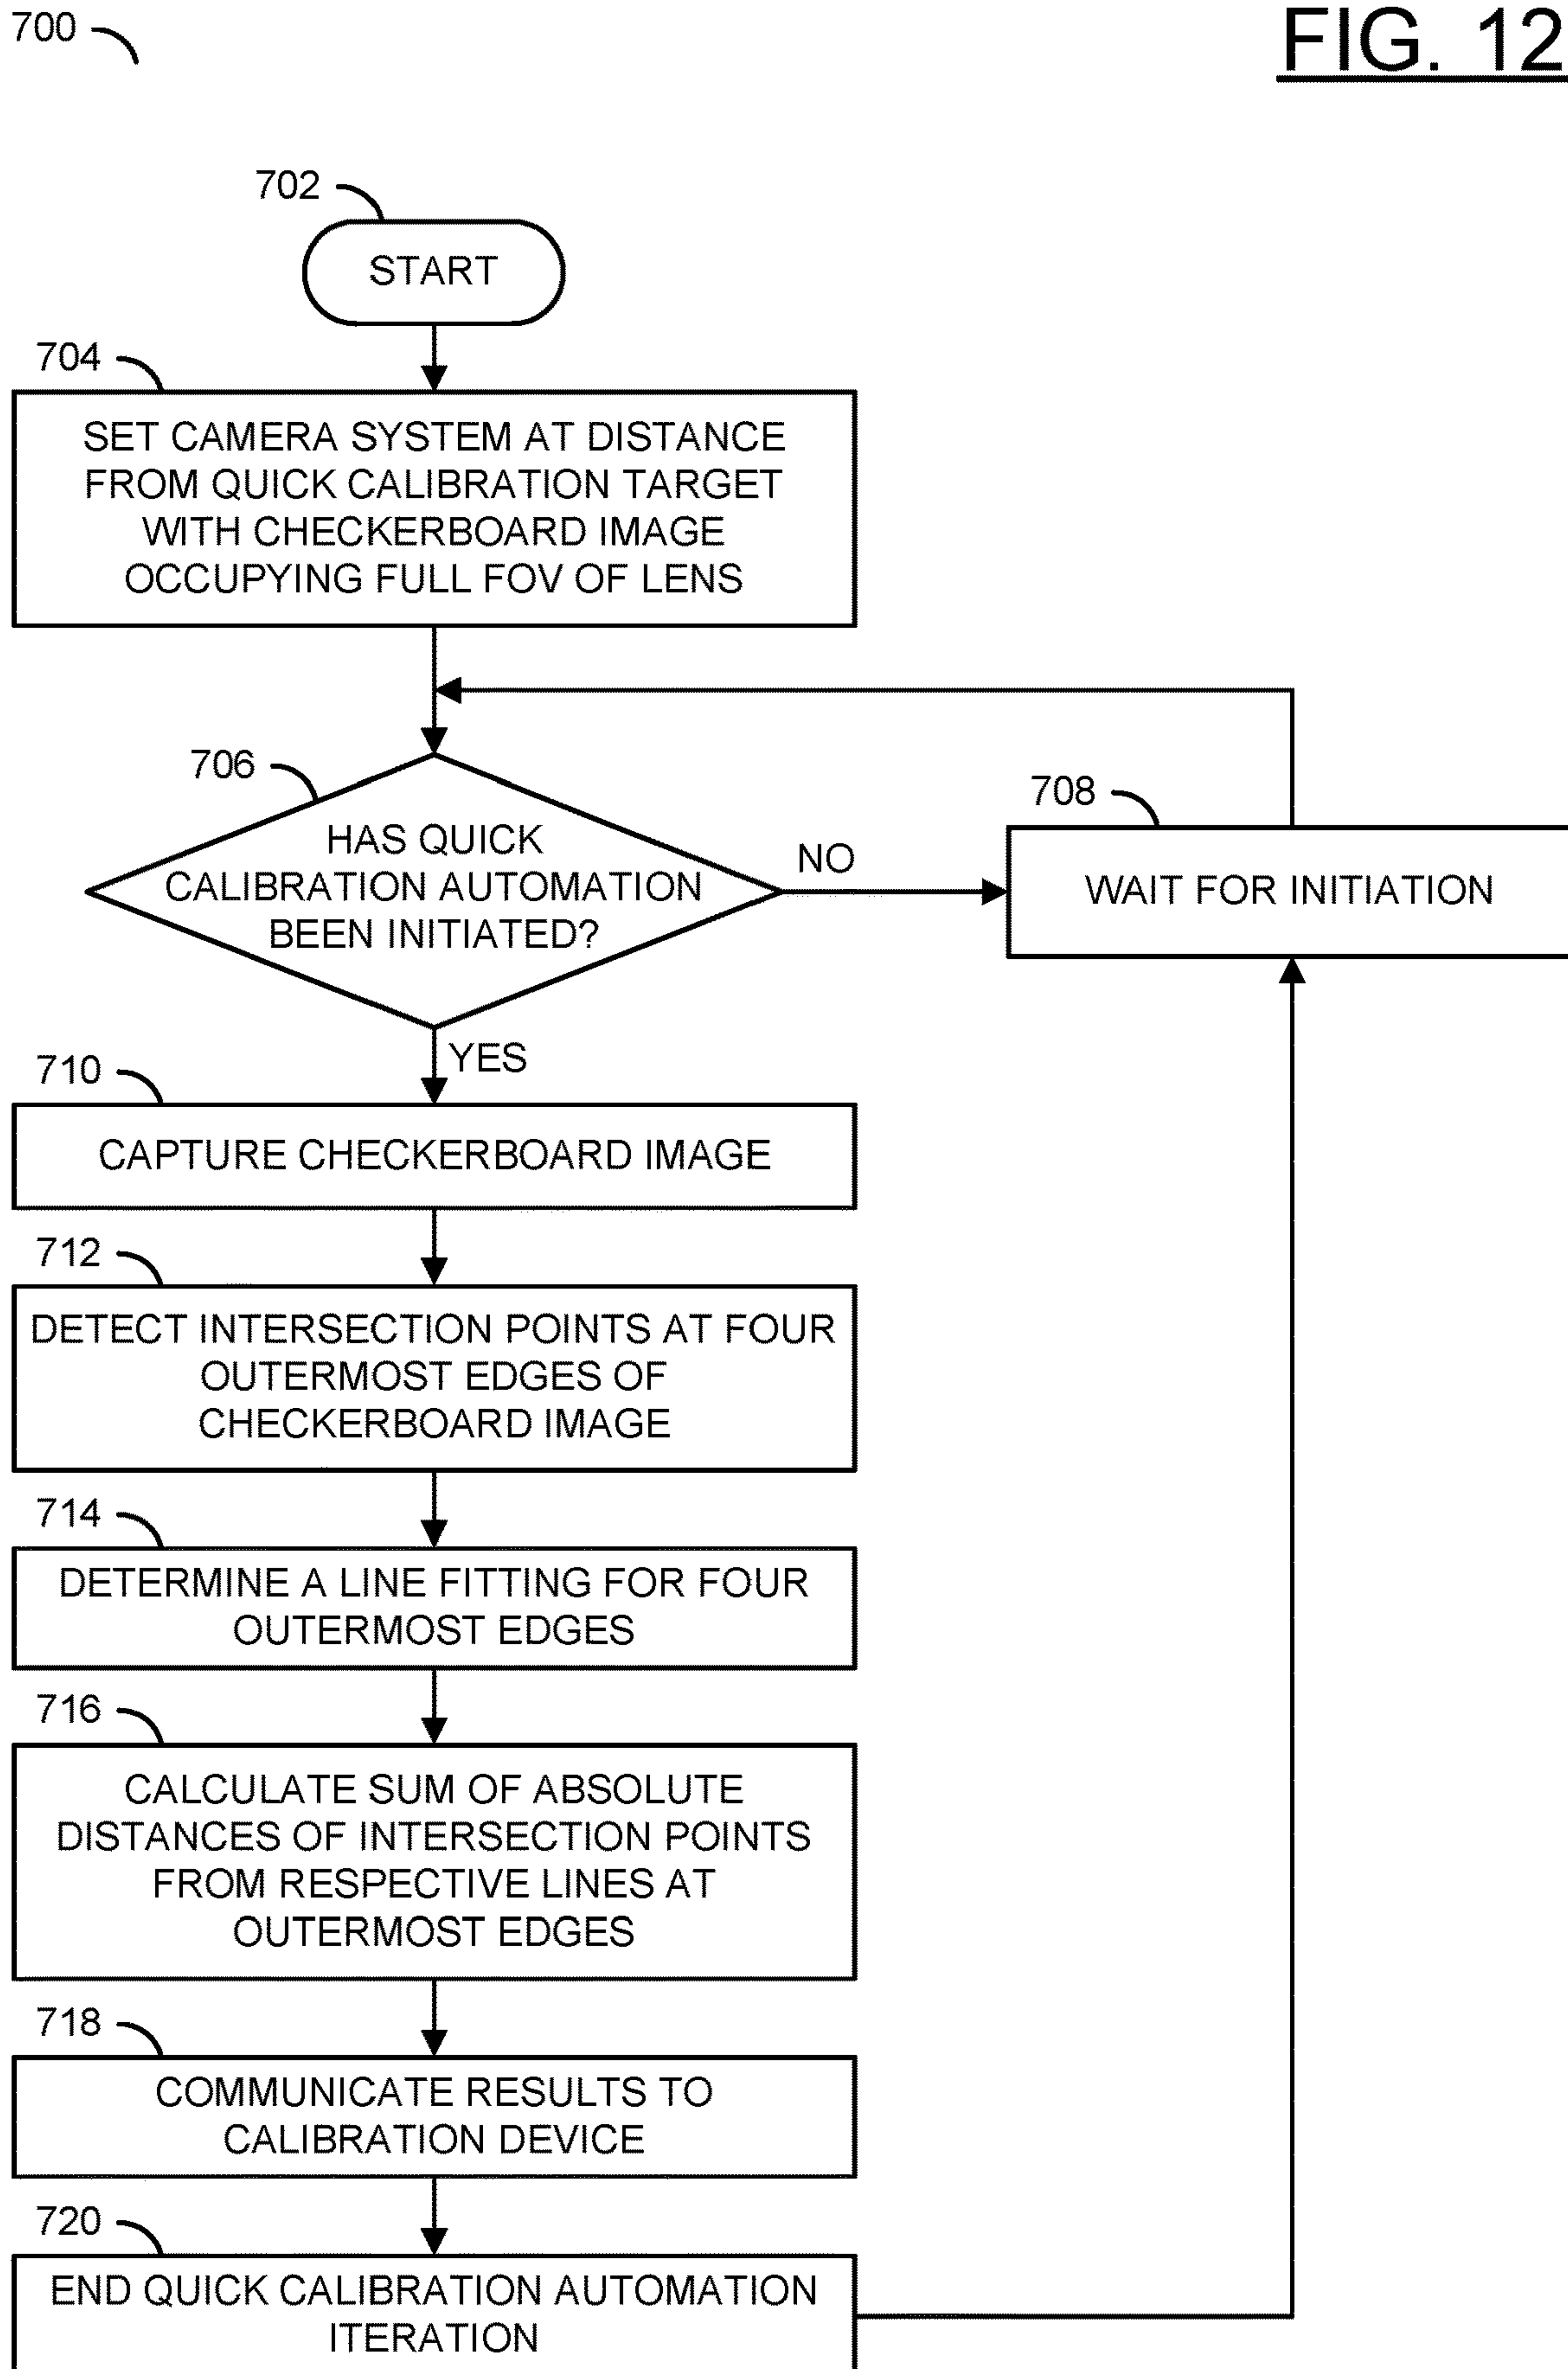 700
FIG. 12
702
START
704
SET CAMERA SYSTEM AT DISTANCE
FROM QUICK CALIBRATION TARGET
WITH CHECKERBOARD IMAGE
OCCUPYING FULL FOV OF LENS
706
HAS QUICK
CALIBRATION AUTOMATION
BEEN INITIATED?
NO
708
WAIT FOR INITIATION
YES
710
CAPTURE CHECKERBOARD IMAGE
712
DETECT INTERSECTION POINTS AT FOUR
OUTERMOST EDGES OF
CHECKERBOARD IMAGE
714
DETERMINE A LINE FITTING FOR FOUR
OUTERMOST EDGES
716
CALCULATE SUM OF ABSOLUTE
DISTANCES OF INTERSECTION POINTS
FROM RESPECTIVE LINES AT
OUTERMOST EDGES
718
COMMUNICATE RESULTS TO
CALIBRATION DEVICE
720
END QUICK CALIBRATION AUTOMATION
ITERATION